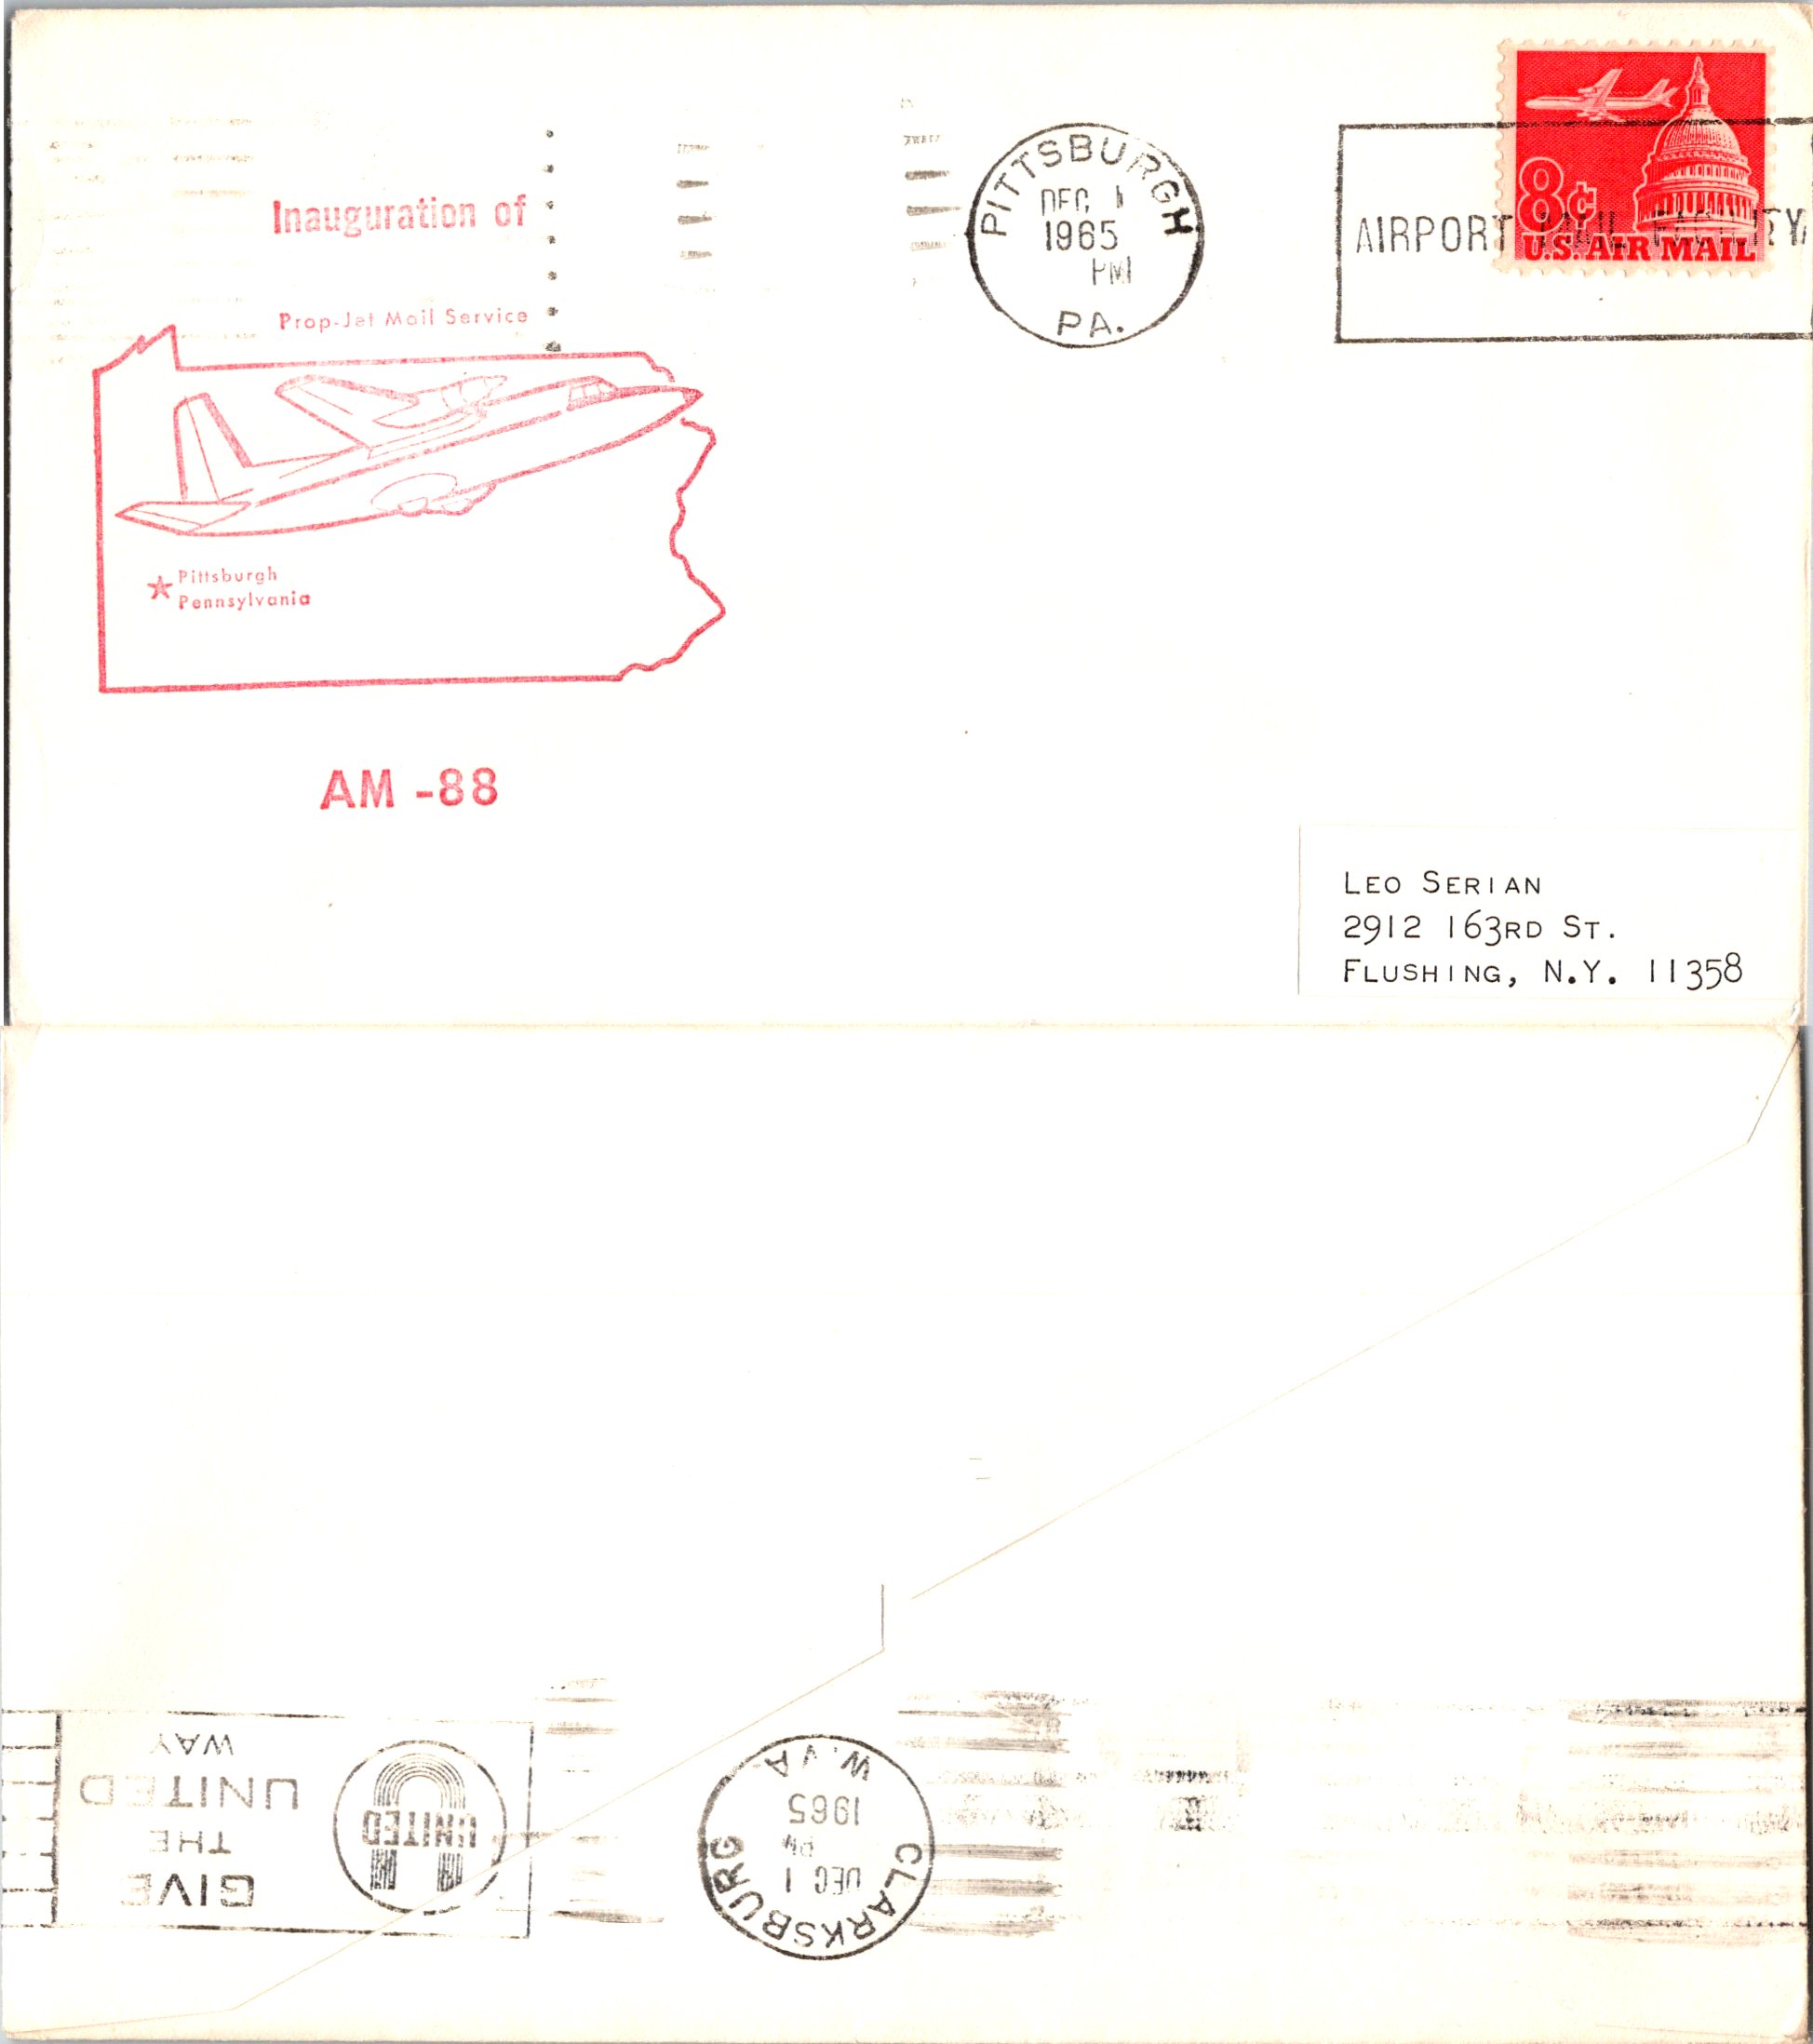 Inauguration of
Prop-Jet Mail Service
Pittsburgh
Pennsylvania
AM -88
PITTSBURGH
DEC 1
1965
PM
PA.
AIRPORT MAIL FACILITY
8¢
U.S. AIR MAIL
LEO SERIAN
2912 163RD ST.
FLUSHING, N.Y. 11358
GIVE
THE
UNITED
WAY
UNITED
CLARKSBURG
DEC 1
PM
1965
W. VA